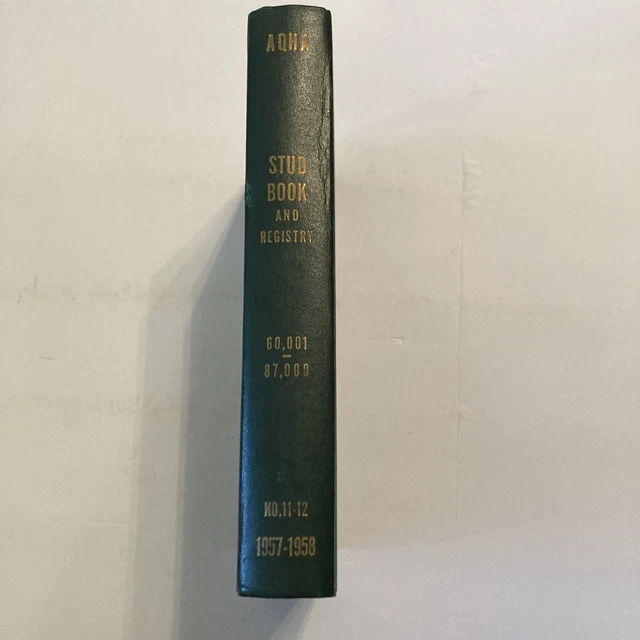 AQHA
STUD
BOOK
AND
REGISTRY
60,001
—
87,000
NO.11-12
1957-1958